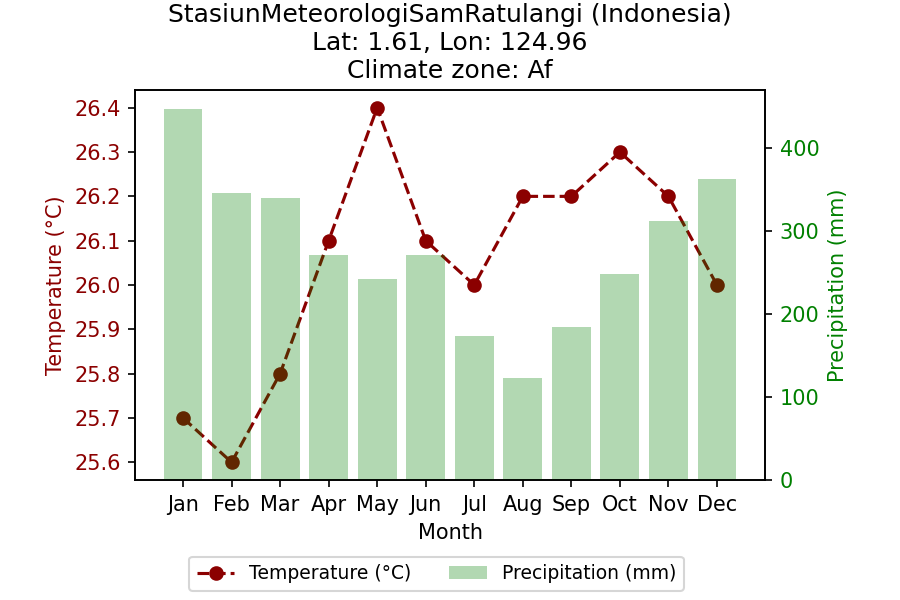 StasiunMeteorologiSamRatulangi (Indonesia)
Lat: 1.61, Lon: 124.96
Climate zone: Af
26.4
26.3
26.2
26.1
26.0
25.9
25.8
25.7
25.6
Temperature (°C)
400
300
200
100
0
Precipitation (mm)
Jan Feb Mar Apr May Jun Jul Aug Sep Oct Nov Dec
Month
Temperature (°C) Precipitation (mm)